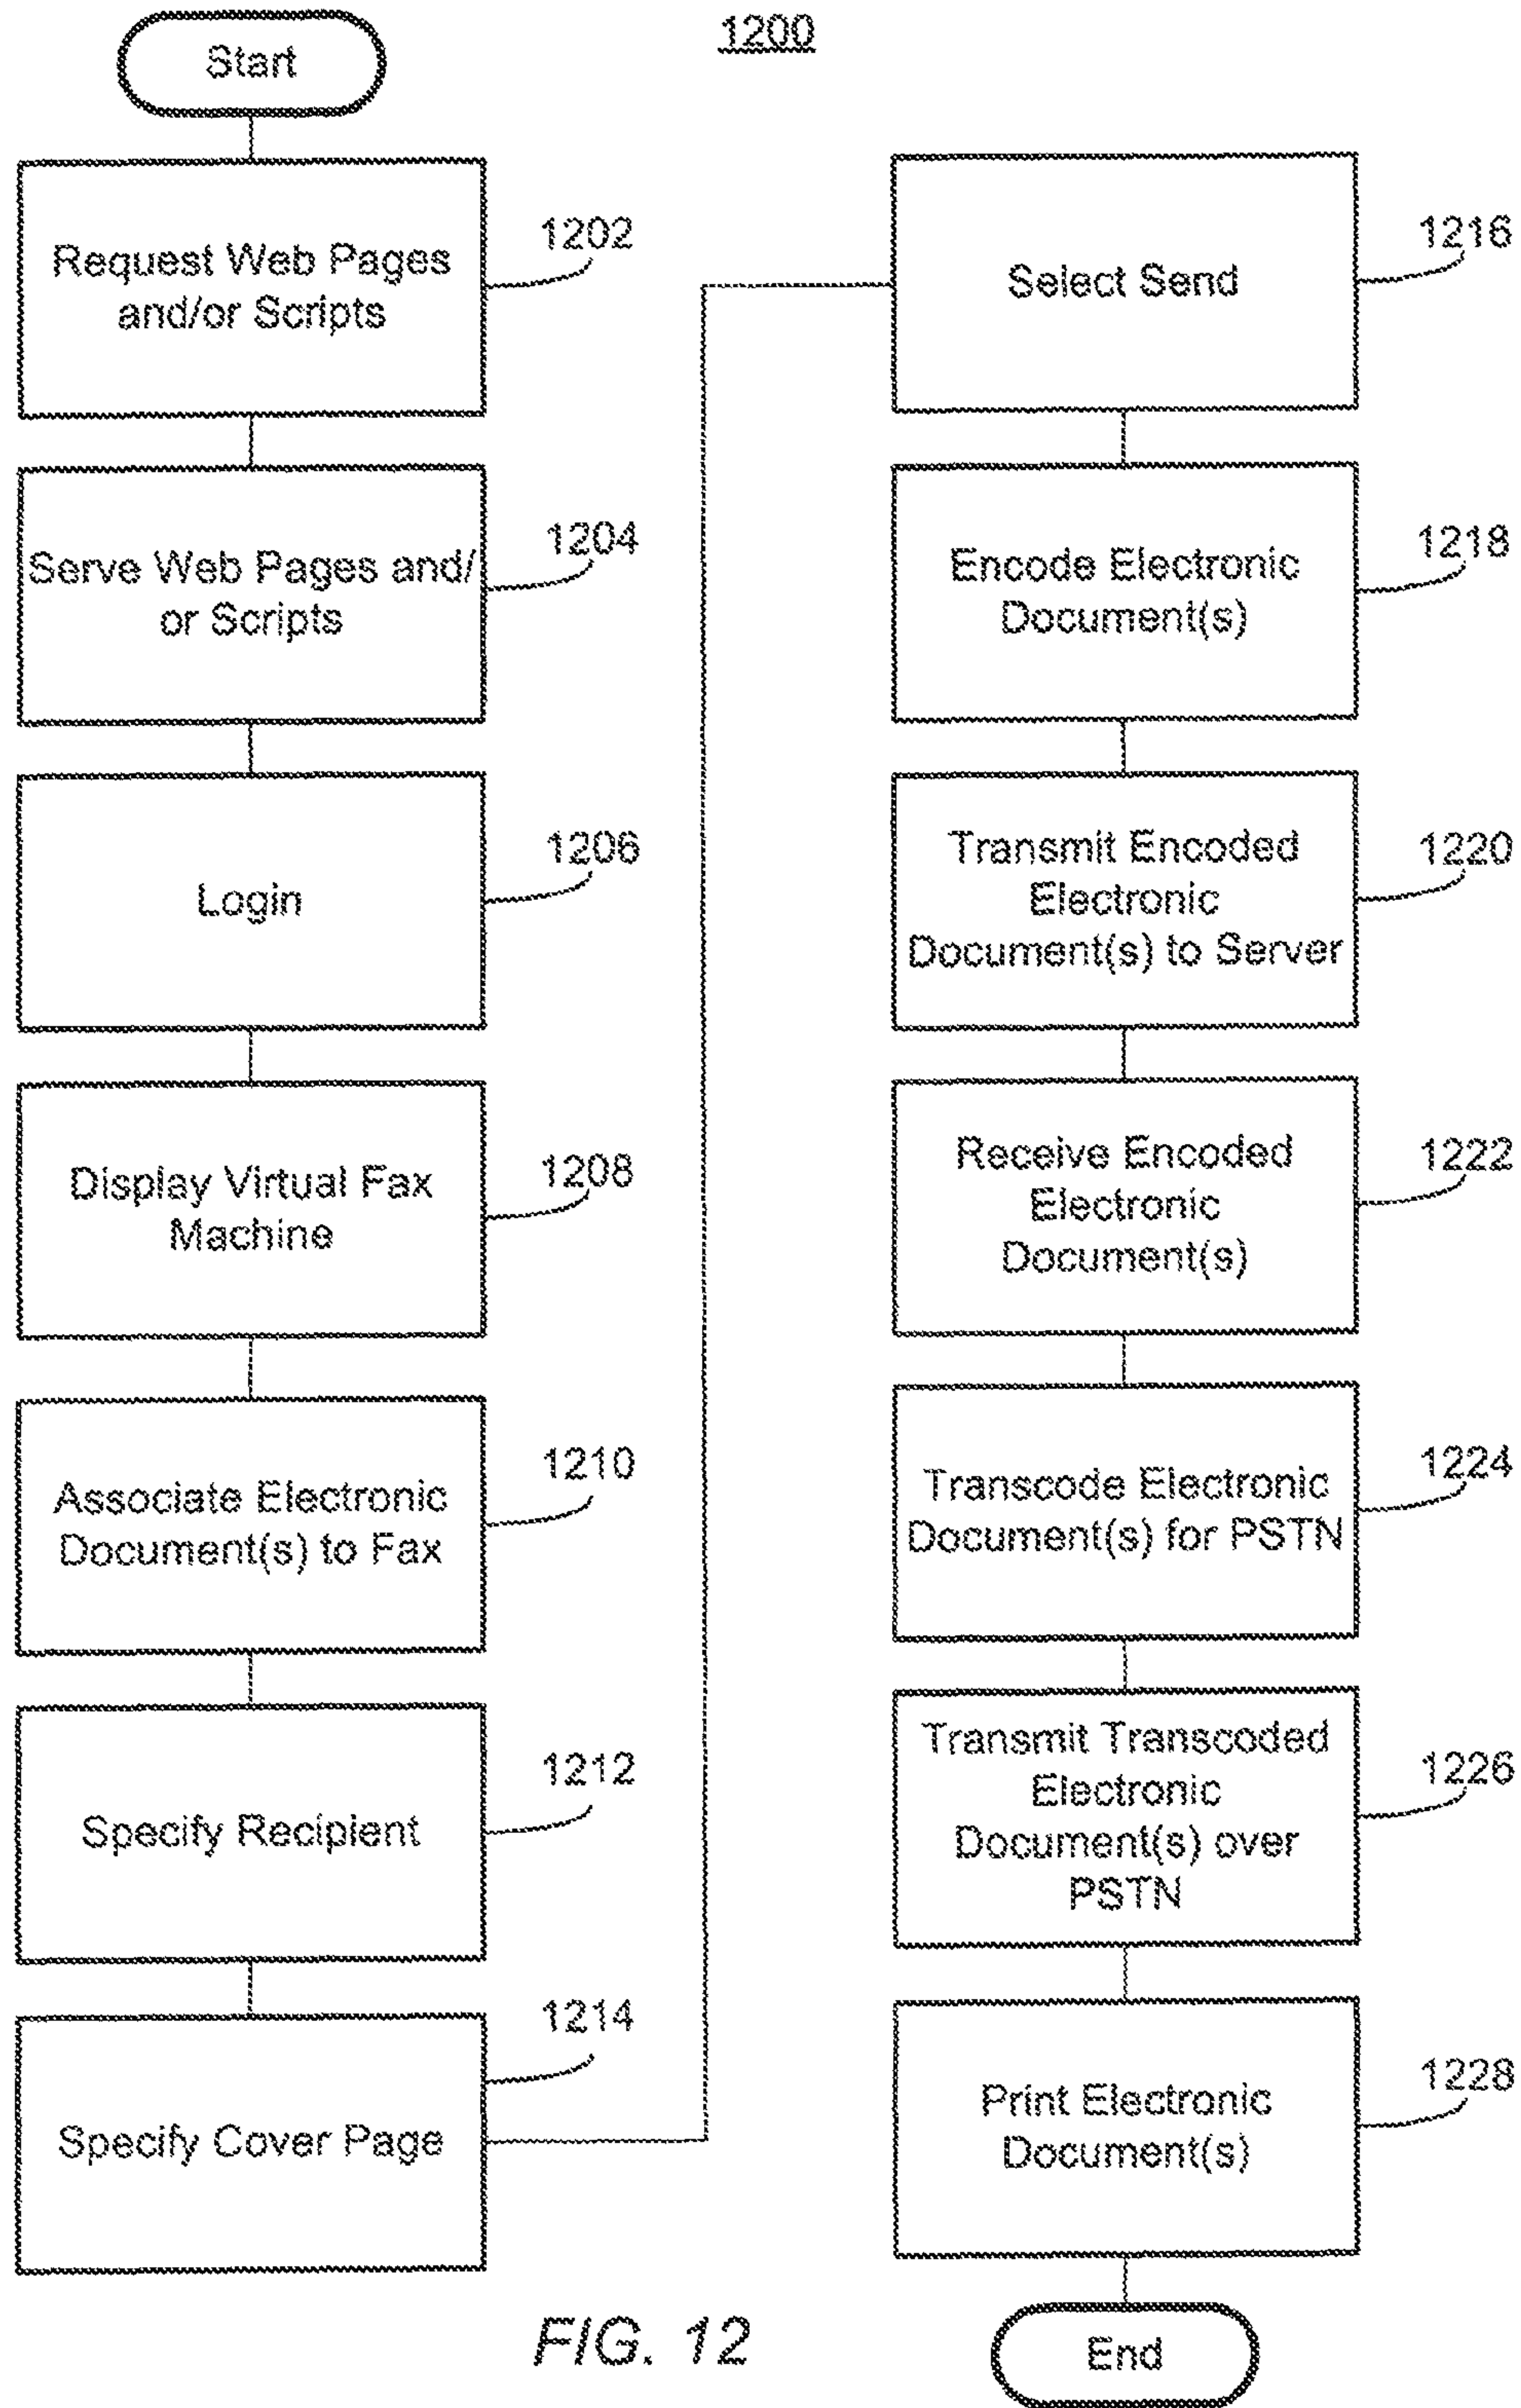 1200
Start
Request Web Pages
and/or Scripts
1202
Serve Web Pages and/
or Scripts
1204
Login
1206
Display Virtual Fax
Machine
1208
Associate Electronic
Document(s) to Fax
1210
Specify Recipient
1212
Specify Cover Page
1214
Select Send
1216
Encode Electronic
Document(s)
1218
Transmit Encoded
Electronic
Document(s) to Server
1220
Receive Encoded
Electronic
Document(s)
1222
Transcode Electronic
Document(s) for PSTN
1224
Transmit Transcoded
Electronic
Document(s) over
PSTN
1226
Print Electronic
Document(s)
1228
End
FIG. 12